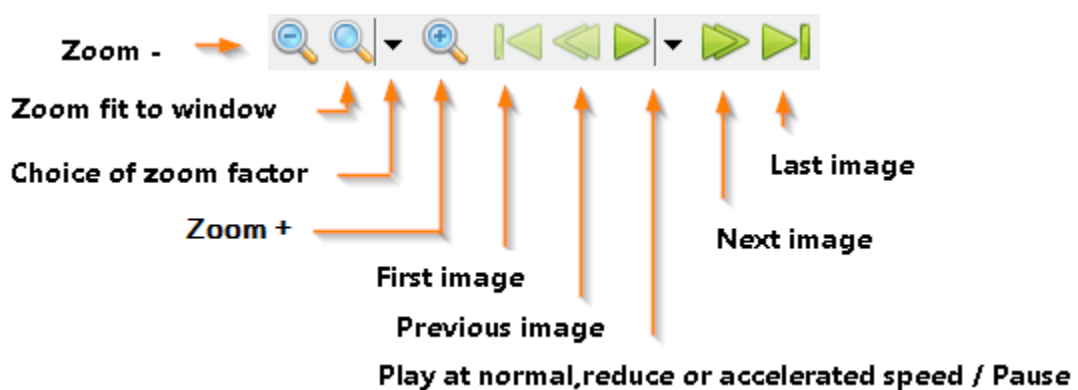 Zoom -
Zoom fit to window
Choice of zoom factor
Zoom +
First image
Previous image
Play at normal,reduce or accelerated speed / Pause
Next image
Last image